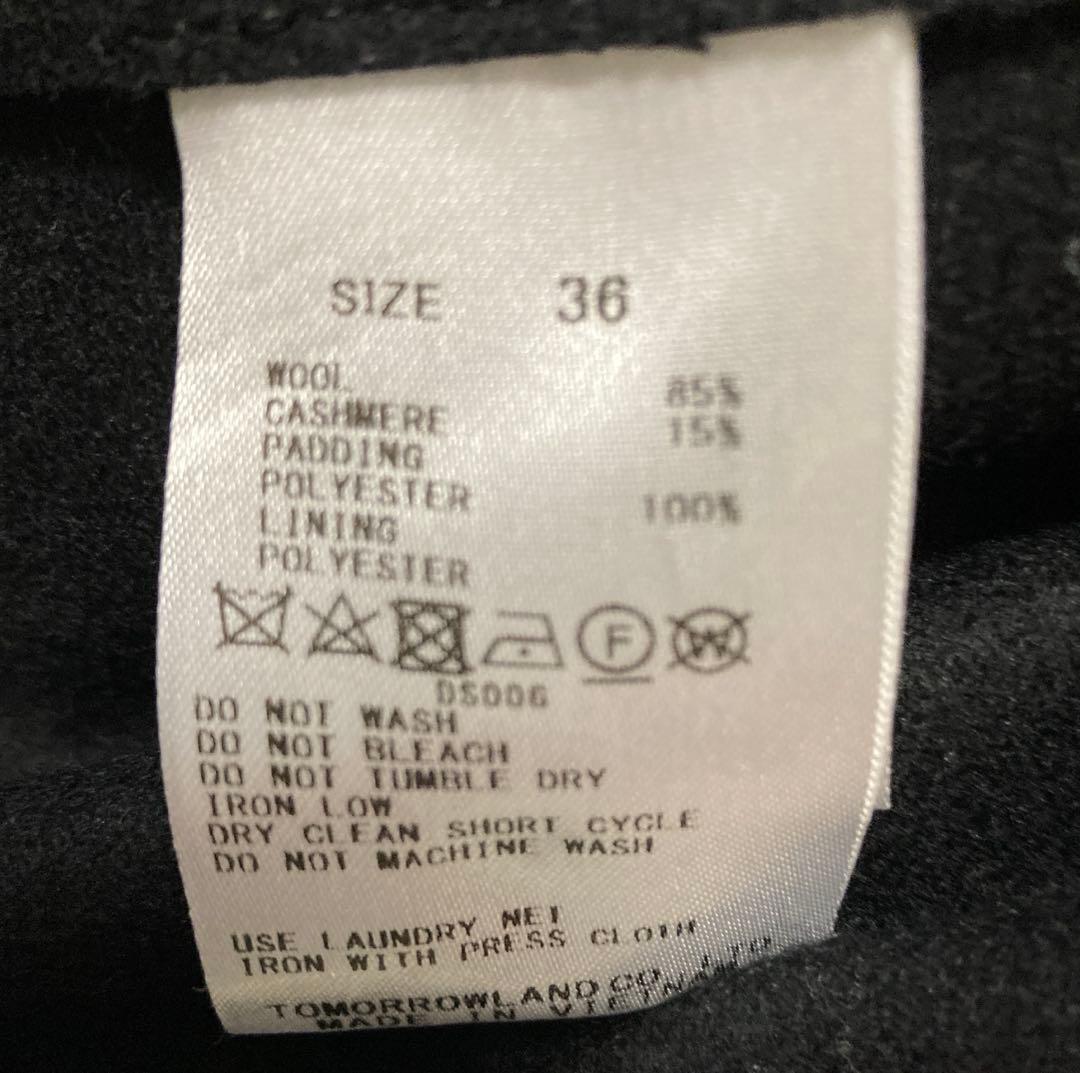 SIZE 36
WOOL 85%
CASHMERE 15%
PADDING
POLYESTER 100%
LINING
POLYESTER
F W
DS006
DO NOT WASH
DO NOT BLEACH
DO NOT TUMBLE DRY
IRON LOW
DRY CLEAN SHORT CYCLE
DO NOT MACHINE WASH
USE LAUNDRY NET
IRON WITH PRESS CLOTH
TOMORROWLAND CO., LTD
MADE IN VIETNAM